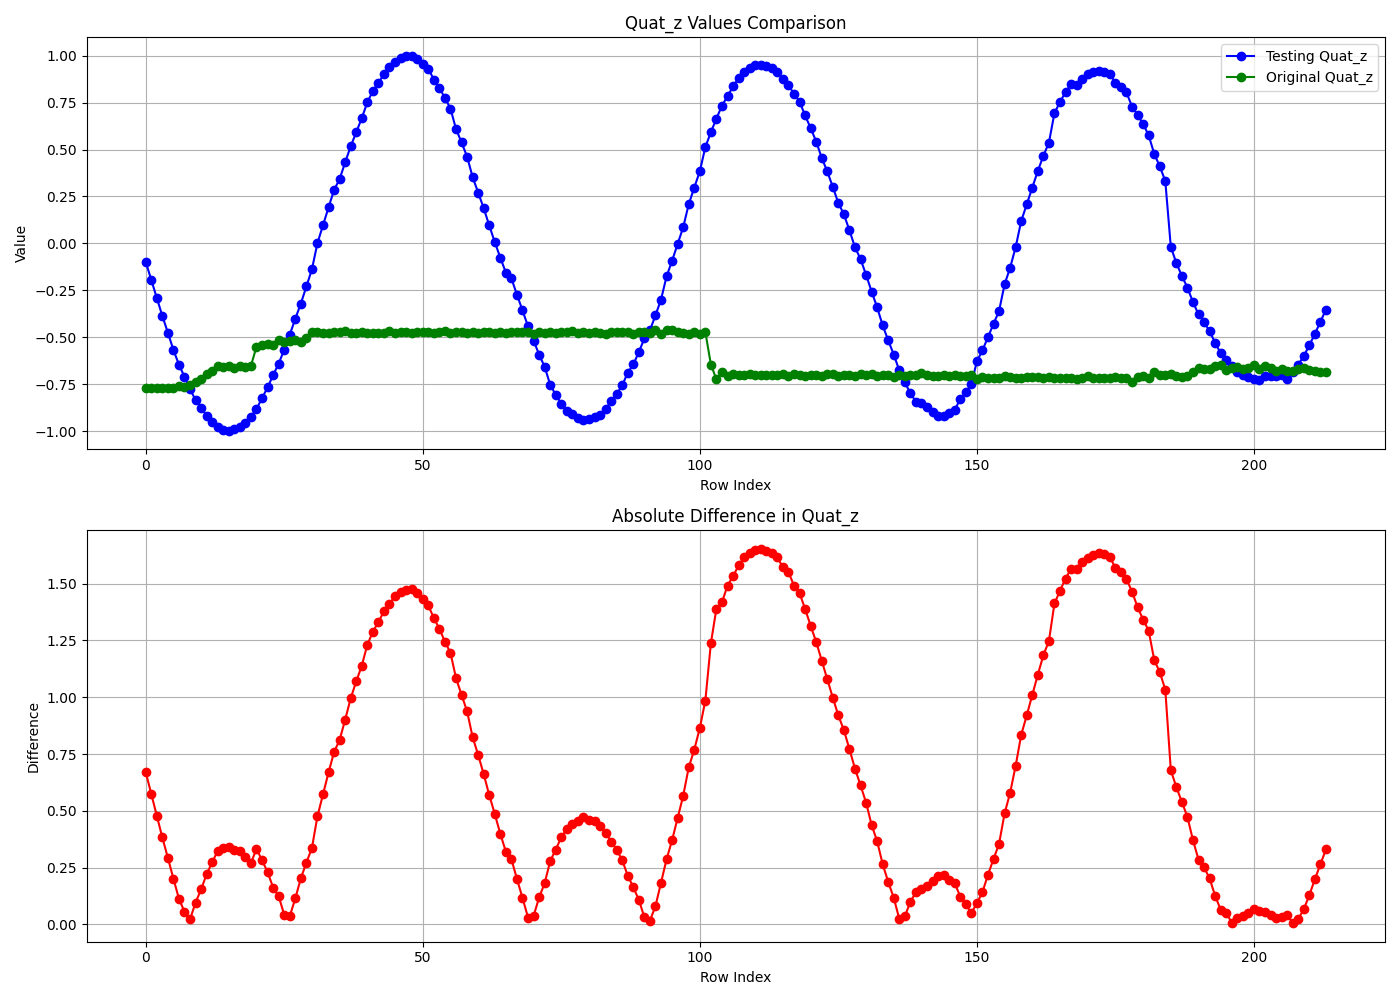 Quat_z Values Comparison
Testing Quat_z
Original Quat_z
1.00
0.75
0.50
0.25
0.00
−0.25
−0.50
−0.75
−1.00
Value
0 50 100 150 200
Row Index
Absolute Difference in Quat_z
1.50
1.25
1.00
0.75
0.50
0.25
0.00
Difference
0 50 100 150 200
Row Index